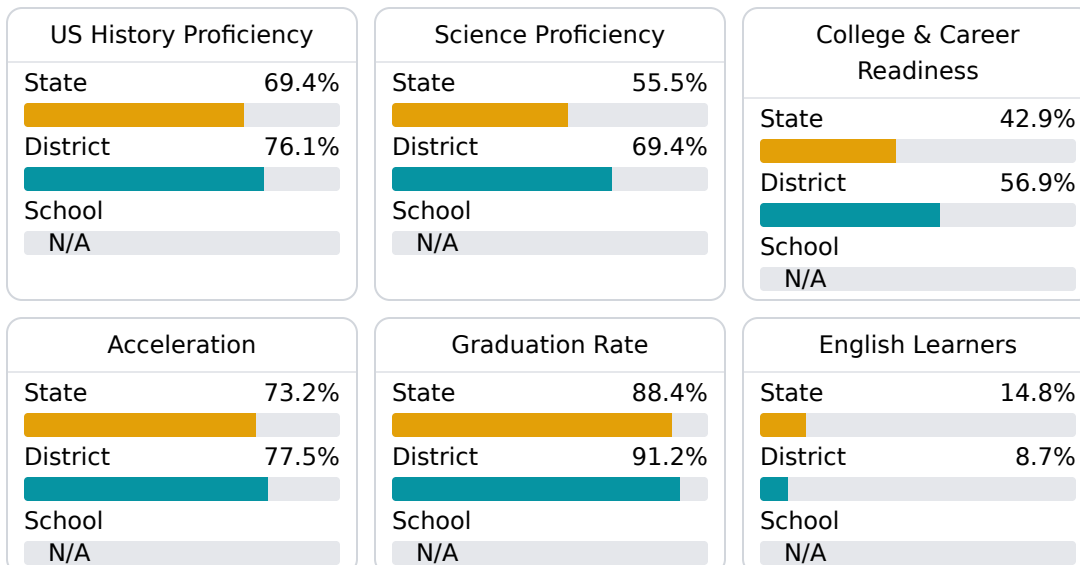 US History Proficiency
State 69.4%
District 76.1%
School
N/A
Science Proficiency
State 55.5%
District 69.4%
School
N/A
College & Career
Readiness
State 42.9%
District 56.9%
School
N/A
Acceleration
State 73.2%
District 77.5%
School
N/A
Graduation Rate
State 88.4%
District 91.2%
School
N/A
English Learners
State 14.8%
District 8.7%
School
N/A